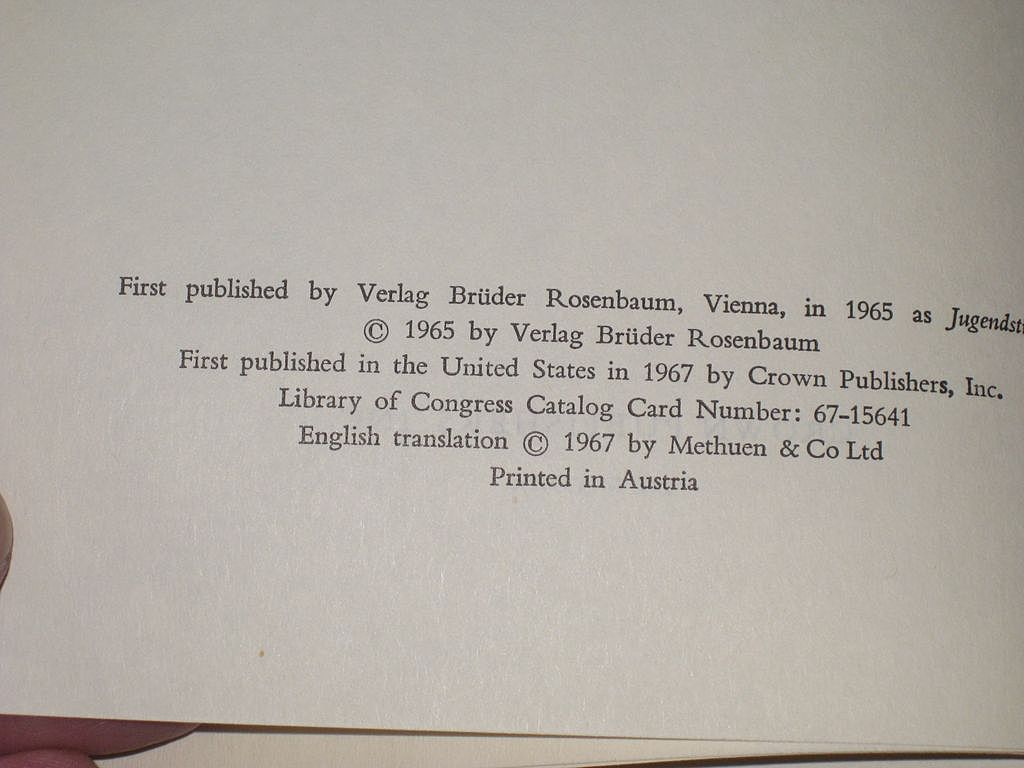 First published by Verlag Brüder Rosenbaum, Vienna, in 1965 as
© 1965 by Verlag Brüder Rosenbaum
First published in the United States in 1967 by Crown Publishers, Inc.
Library of Congress Catalog Card Number: 67-15641
English translation © 1967 by Methuen & Co Ltd
Printed in Austria